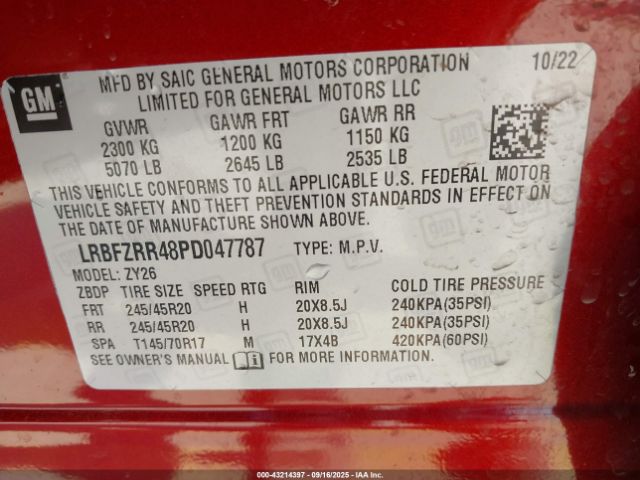 GM
MFD BY SAIC GENERAL MOTORS CORPORATION 10/22
LIMITED FOR GENERAL MOTORS LLC
GVWR GAWR FRT GAWR RR
2300 KG 1200 KG 1150 KG
5070 LB 2645 LB 2535 LB
THIS VEHICLE CONFORMS TO ALL APPLICABLE U.S. FEDERAL MOTOR
VEHICLE SAFETY AND THEFT PREVENTION STANDARDS IN EFFECT ON
THE DATE OF MANUFACTURE SHOWN ABOVE.
LRBFZRR48PD047787 TYPE: M.P.V.
MODEL: ZY26
ZBDP TIRE SIZE SPEED RTG RIM COLD TIRE PRESSURE
FRT 245/45R20 H 20X8.5J 240KPA(35PSI)
RR 245/45R20 H 20X8.5J 240KPA(35PSI)
SPA T145/70R17 M 17X4B 420KPA(60PSI)
SEE OWNER'S MANUAL FOR MORE INFORMATION.
000-43214397 - 09/16/2025 - IAAI.CA